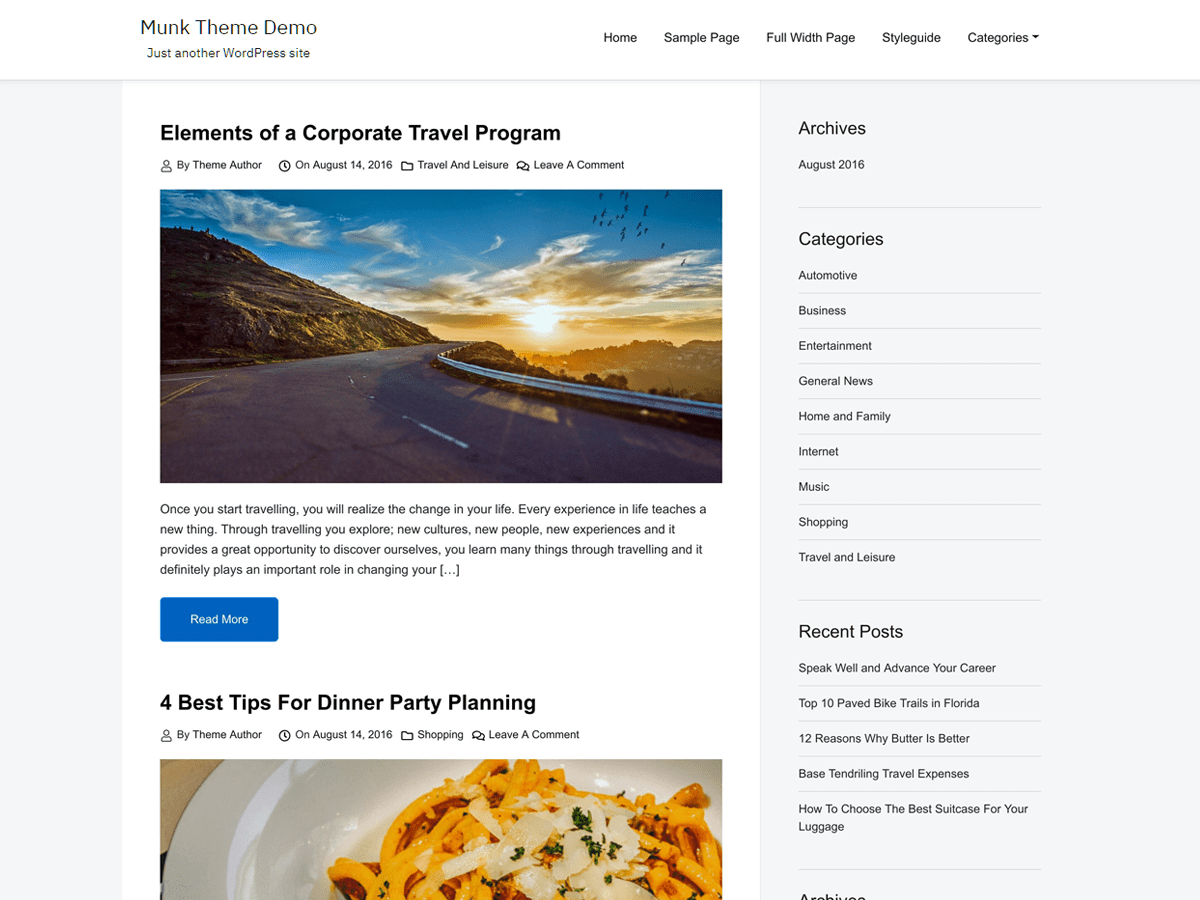 Munk Theme Demo
Just another WordPress site
Home Sample Page Full Width Page Styleguide Categories
Elements of a Corporate Travel Program
By Theme Author On August 14, 2016 Travel And Leisure Leave A Comment
Once you start travelling, you will realize the change in your life. Every experience in life teaches a
new thing. Through travelling you explore; new cultures, new people, new experiences and it
provides a great opportunity to discover ourselves, you learn many things through travelling and it
definitely plays an important role in changing your […]
Read More
4 Best Tips For Dinner Party Planning
By Theme Author On August 14, 2016 Shopping Leave A Comment
Archives
August 2016
Categories
Automotive
Business
Entertainment
General News
Home and Family
Internet
Music
Shopping
Travel and Leisure
Recent Posts
Speak Well and Advance Your Career
Top 10 Paved Bike Trails in Florida
12 Reasons Why Butter Is Better
Base Tendriling Travel Expenses
How To Choose The Best Suitcase For Your
Luggage
Archives